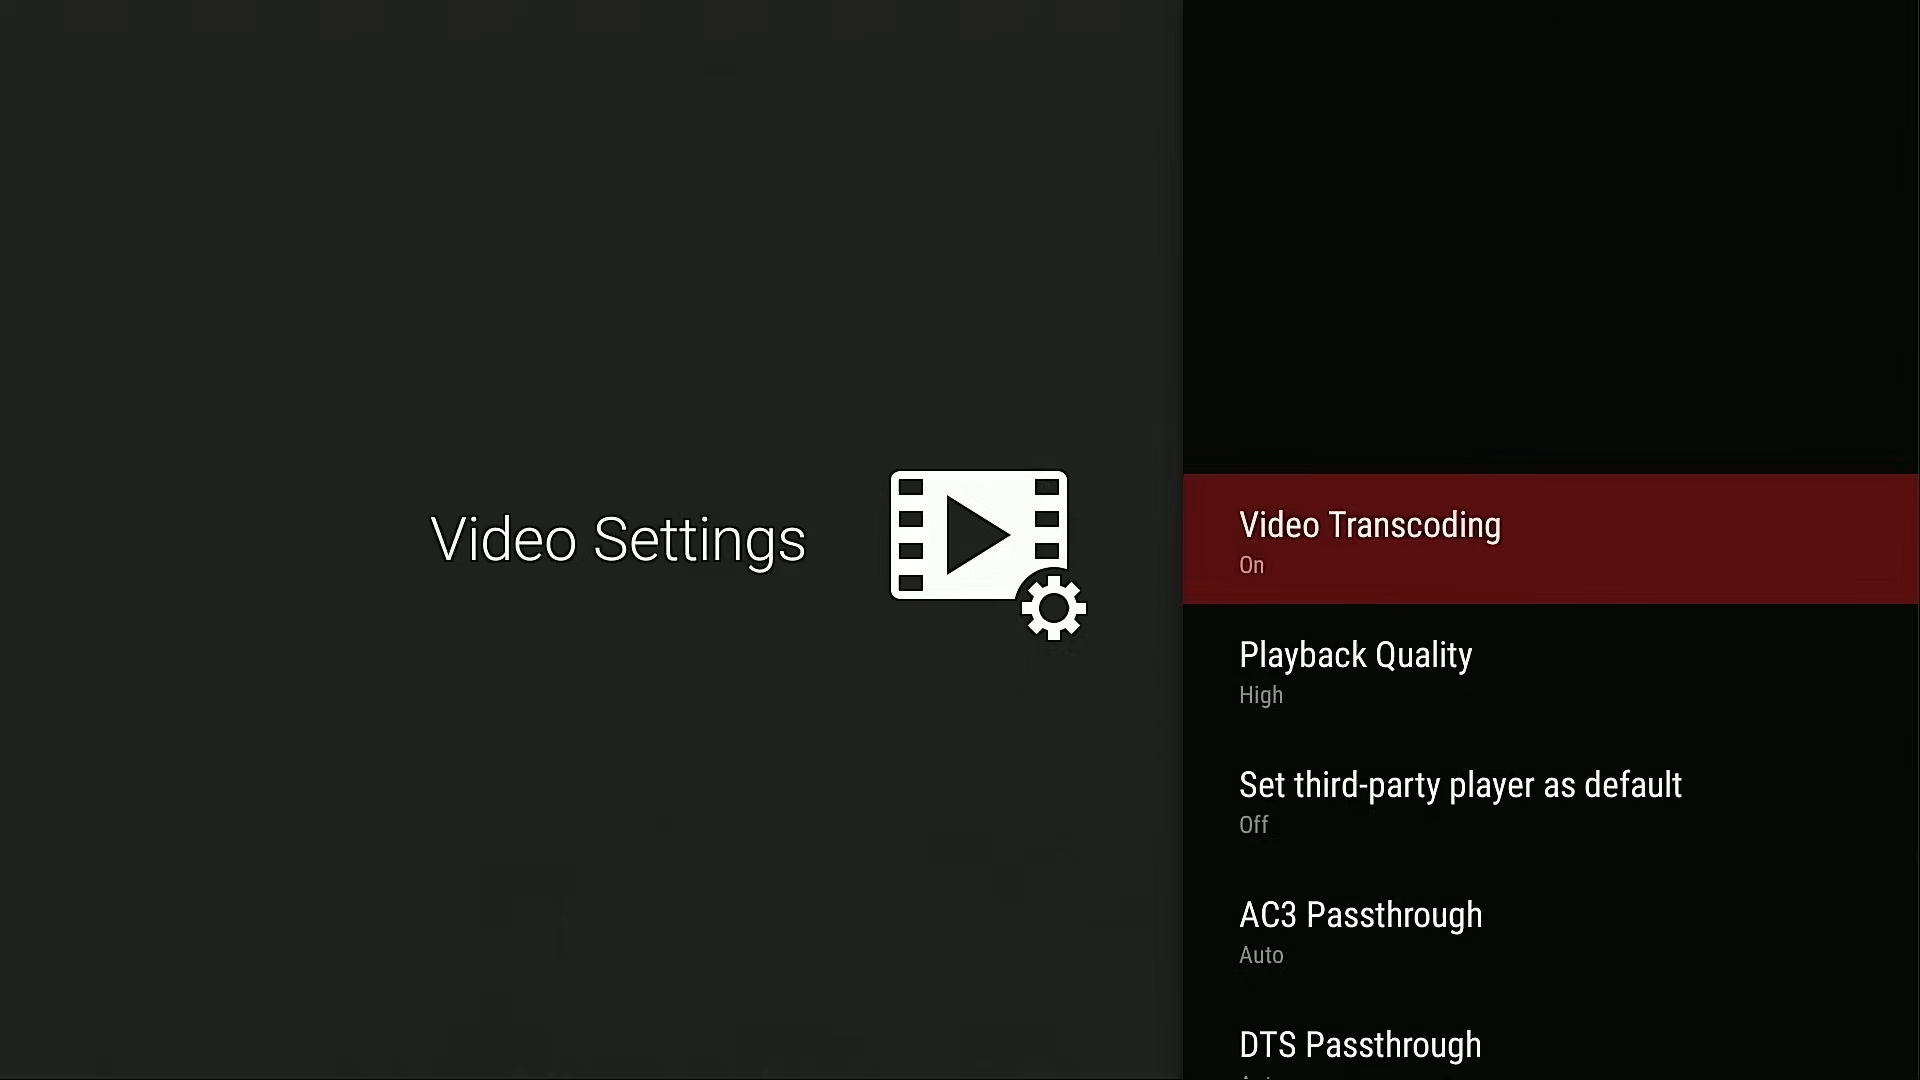 Video Settings
Video Transcoding
On
Playback Quality
High
Set third-party player as default
Off
AC3 Passthrough
Auto
DTS Passthrough